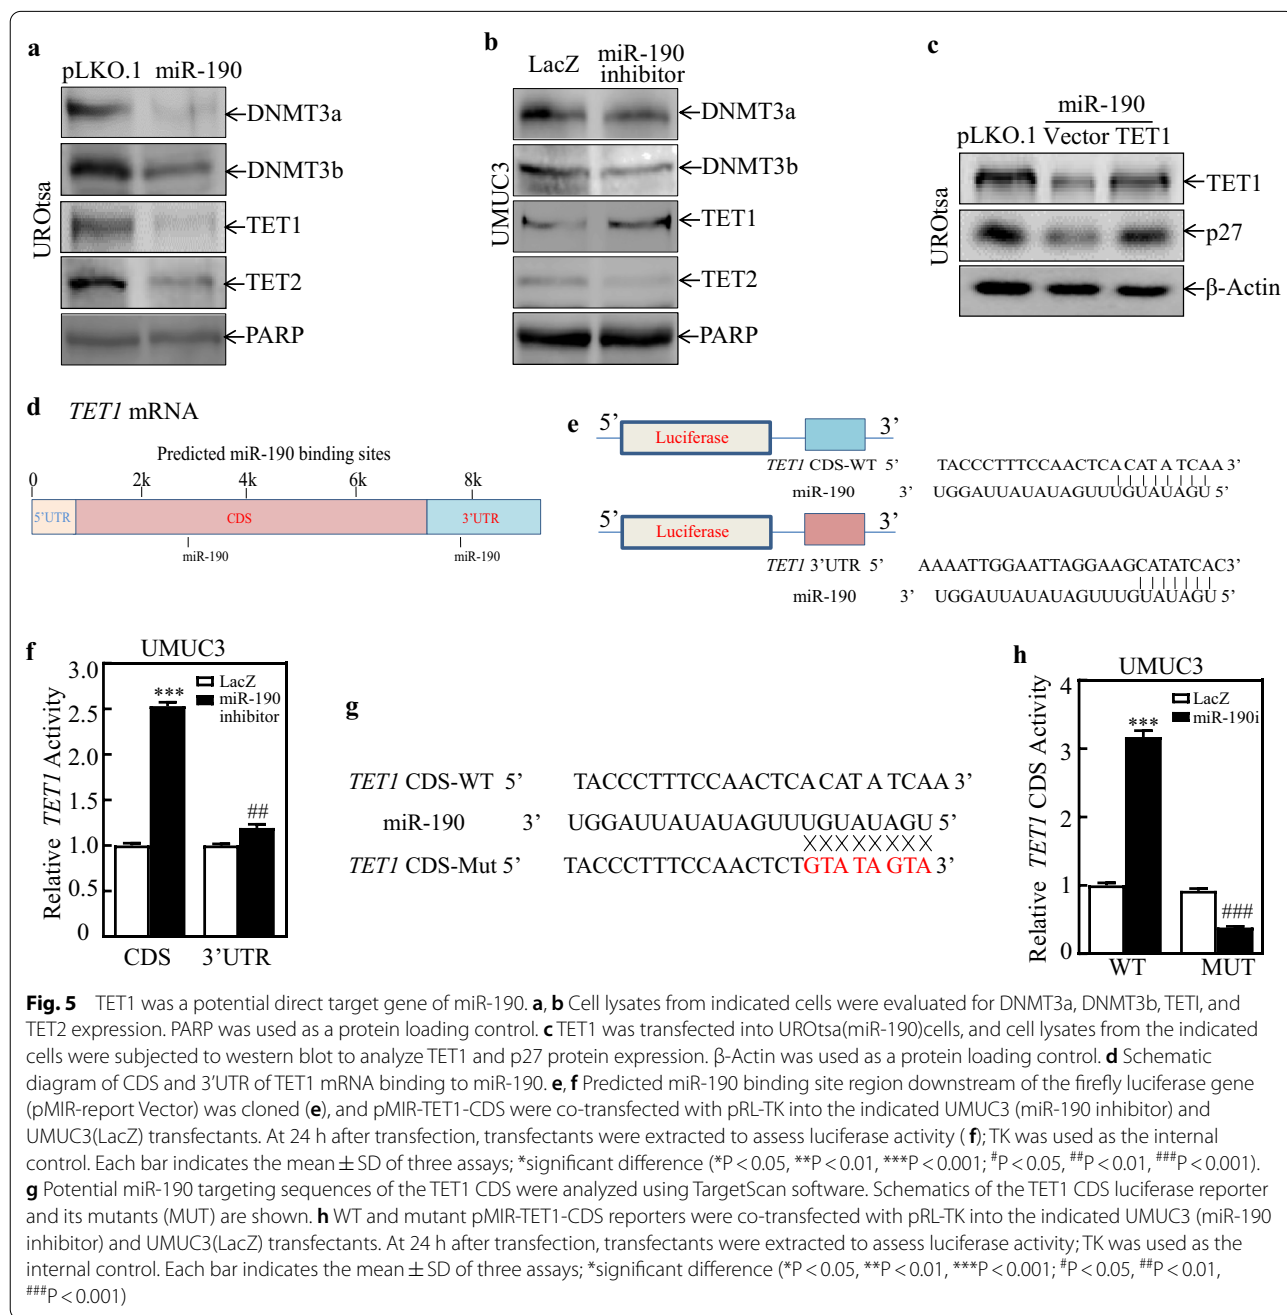 a
pLKO.1 miR-190
UROtsa
DNMT3a
DNMT3b
TET1
TET2
PARP
b
LacZ miR-190 inhibitor
UMUC3
DNMT3a
DNMT3b
TET1
TET2
PARP
c
miR-190
pLKO.1 Vector TET1
UROtsa
TET1
p27
β-Actin
d TET1 mRNA
Predicted miR-190 binding sites
0 2k 4k 6k 8k
5'UTR CDS 3'UTR
miR-190 miR-190
e
5' Luciferase 3'
TET1 CDS-WT 5' TACCCTTTCCAACTCA CAT A TCAA 3'
miR-190 3' UGGAUUAUAUAGUUUGUAUAGU 5'
5' Luciferase 3'
TET1 3'UTR 5' AAAATTGGAATTAGGAAGCATATCAC3'
miR-190 3' UGGAUUAUAUAGUUUGUAUAGU 5'
f
UMUC3
Relative TET1 Activity
3.0
2.5
2.0
1.5
1.0
0.5
0
LacZ
miR-190
inhibitor
***
##
CDS 3'UTR
g
TET1 CDS-WT 5' TACCCTTTCCAACTCA CAT A TCAA 3'
miR-190 3' UGGAUUAUAUAGUUUGUAUAGU 5'
TET1 CDS-Mut 5' TACCCTTTCCAACTCTGTA TA GTA 3'
h
UMUC3
Relative TET1 CDS Activity
4
3
2
1
0
LacZ
miR-190i
***
###
WT MUT
Fig. 5 TET1 was a potential direct target gene of miR-190. a, b Cell lysates from indicated cells were evaluated for DNMT3a, DNMT3b, TETI, and
TET2 expression. PARP was used as a protein loading control. c TET1 was transfected into UROtsa(miR-190)cells, and cell lysates from the indicated
cells were subjected to western blot to analyze TET1 and p27 protein expression. β-Actin was used as a protein loading control. d Schematic
diagram of CDS and 3'UTR of TET1 mRNA binding to miR-190. e, f Predicted miR-190 binding site region downstream of the firefly luciferase gene
(pMIR-report Vector) was cloned (e), and pMIR-TET1-CDS were co-transfected with pRL-TK into the indicated UMUC3 (miR-190 inhibitor) and
UMUC3(LacZ) transfectants. At 24 h after transfection, transfectants were extracted to assess luciferase activity ( f); TK was used as the internal
control. Each bar indicates the mean ± SD of three assays; *significant difference (*P < 0.05, **P < 0.01, ***P < 0.001; #P < 0.05, ##P < 0.01, ###P < 0.001).
g Potential miR-190 targeting sequences of the TET1 CDS were analyzed using TargetScan software. Schematics of the TET1 CDS luciferase reporter
and its mutants (MUT) are shown. h WT and mutant pMIR-TET1-CDS reporters were co-transfected with pRL-TK into the indicated UMUC3 (miR-190
inhibitor) and UMUC3(LacZ) transfectants. At 24 h after transfection, transfectants were extracted to assess luciferase activity; TK was used as the
internal control. Each bar indicates the mean ± SD of three assays; *significant difference (*P < 0.05, **P < 0.01, ***P < 0.001; #P < 0.05, ##P < 0.01,
###P < 0.001)